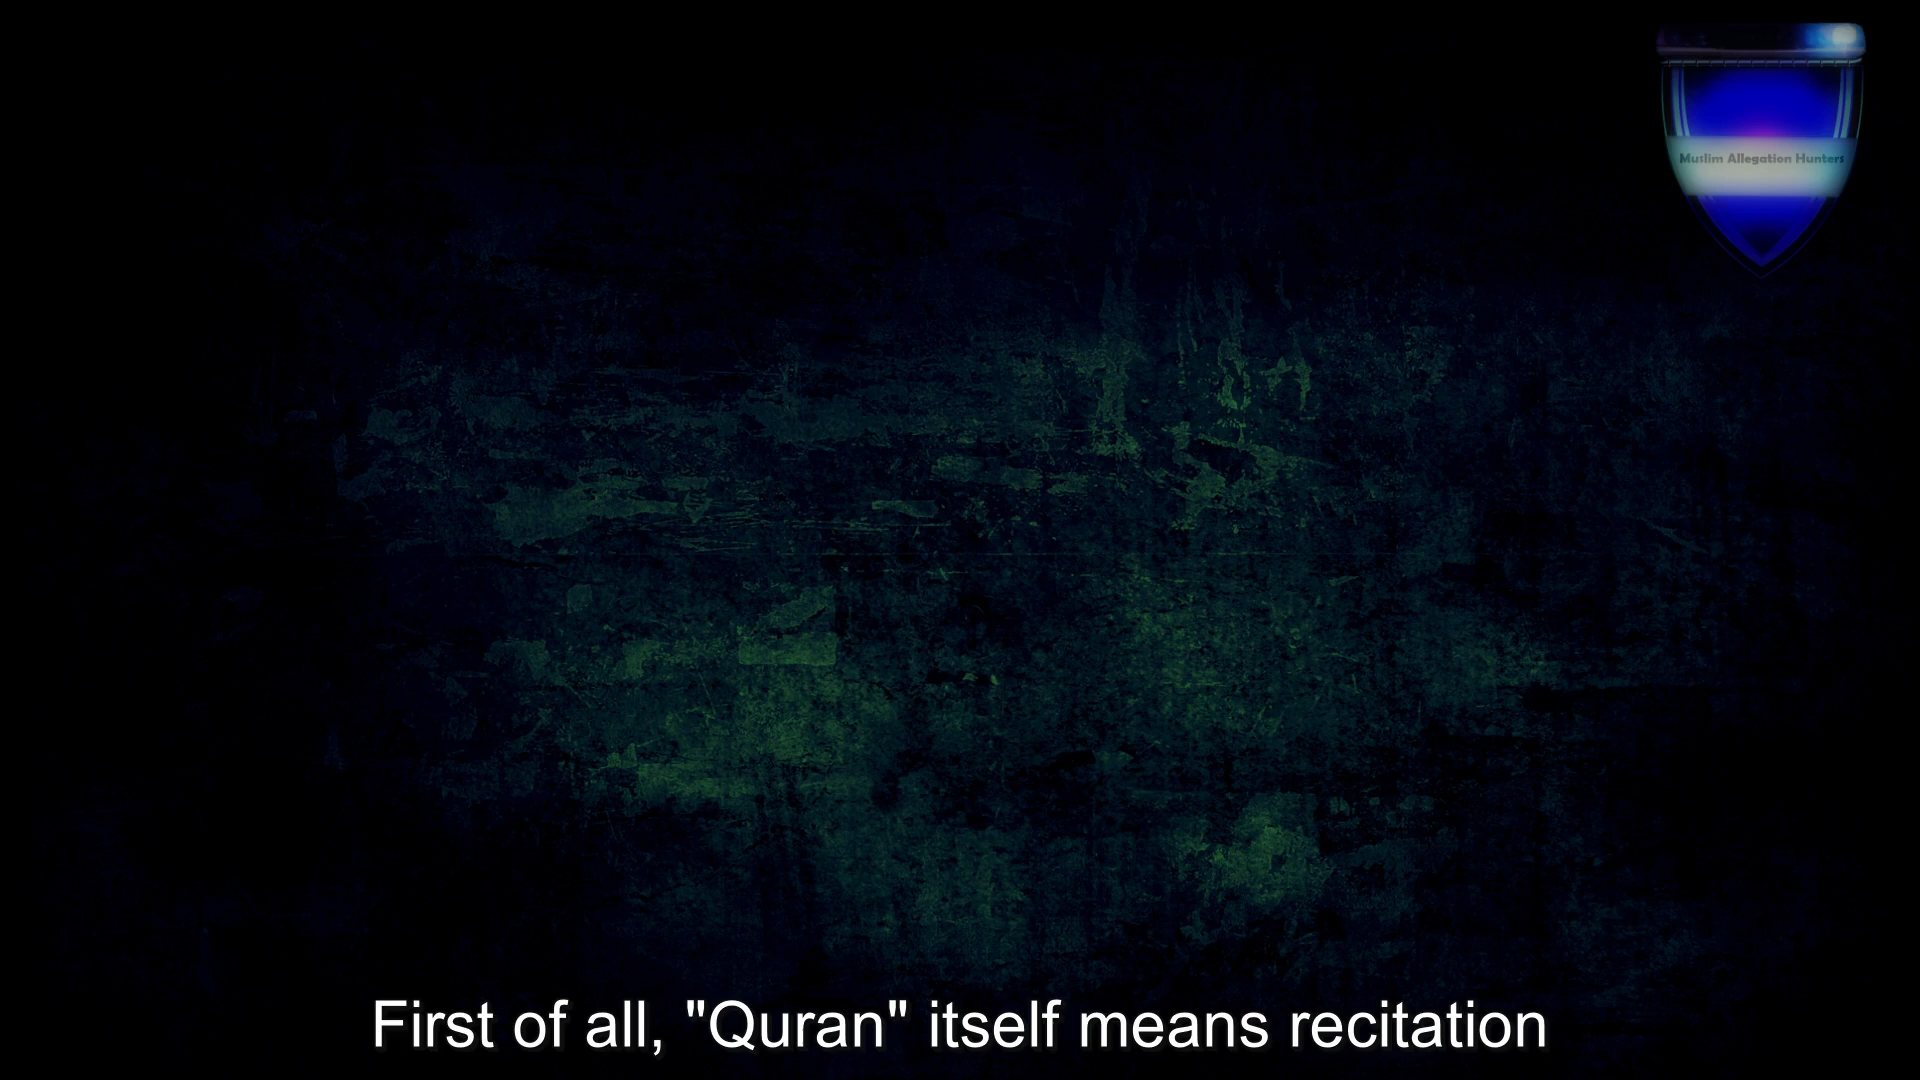 Muslim Allegation Hunters
First of all, "Quran" itself means recitation